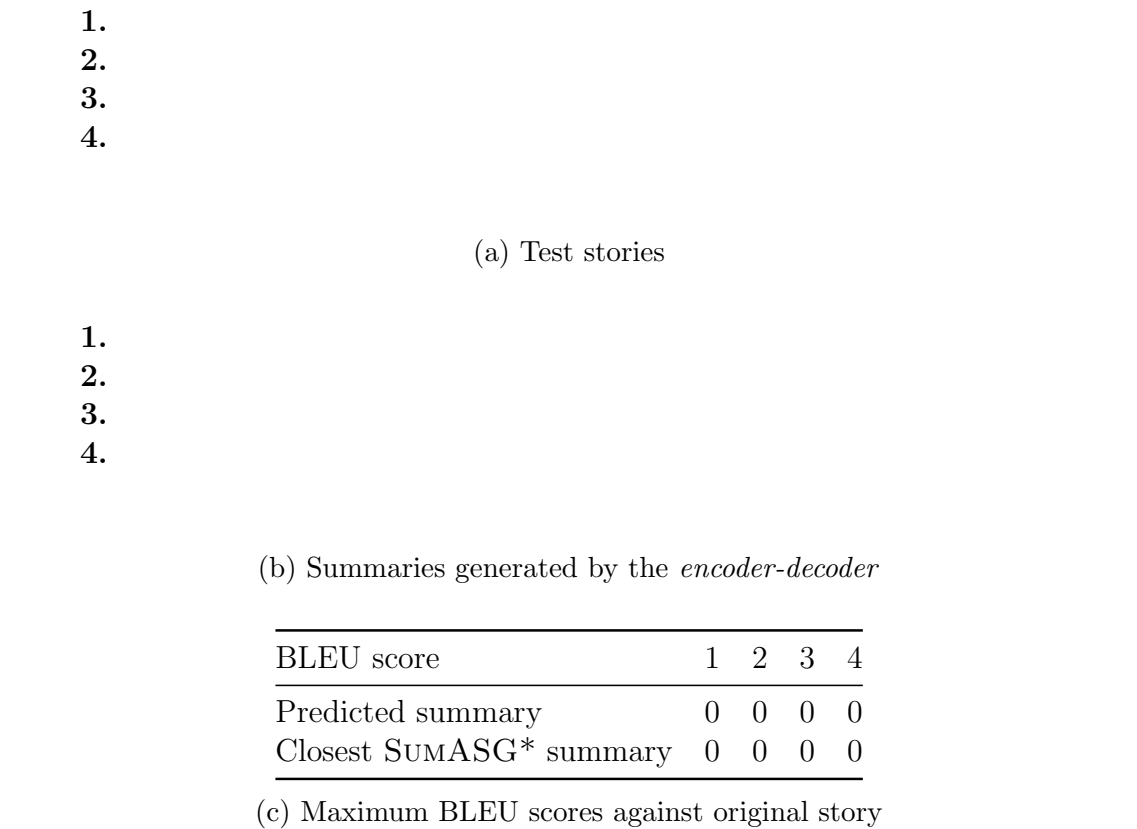 1.
2.
3.
4.
(a) Test stories
1.
2.
3.
4.
(b) Summaries generated by the encoder-decoder
BLEU score 1 2 3 4
Predicted summary 0 0 0 0
Closest SUMASG* summary 0 0 0 0
(c) Maximum BLEU scores against original story